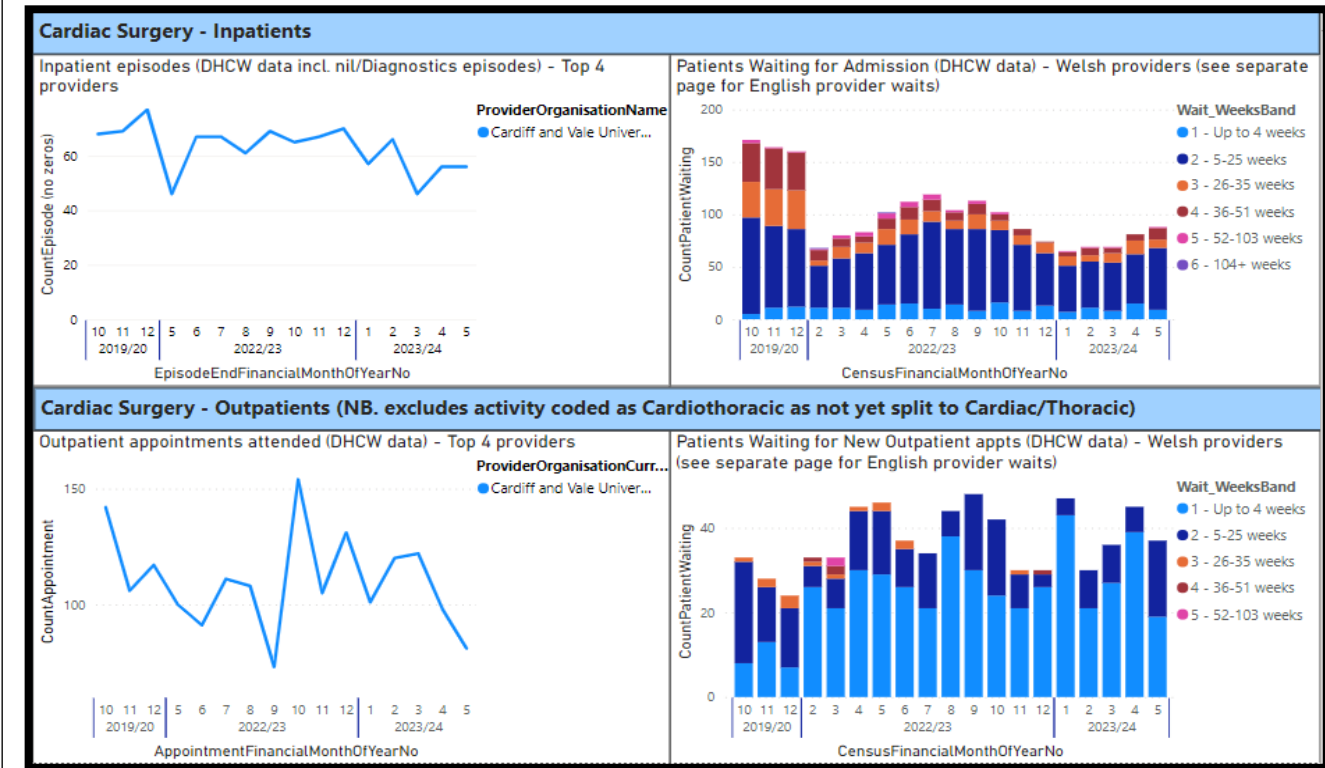 Cardiac Surgery - Inpatients
Inpatient episodes (DHCW data incl. nil/Diagnostics episodes) - Top 4
providers
ProviderOrganisationName
Cardiff and Vale Univer...
CountEpisode (no zeros)
60
40
20
0
10 11 12 5 6 7 8 9 10 11 12 1 2 3 4 5
2019/20 2022/23 2023/24
EpisodeEndFinancialMonthOfYearNo
Patients Waiting for Admission (DHCW data) - Welsh providers (see separate
page for English provider waits)
CountPatientWaiting
200
150
100
50
0
10 11 12 2 3 4 5 6 7 8 9 10 11 12 1 2 3 4 5
2019/20 2022/23 2023/24
CensusFinancialMonthOfYearNo
Wait_WeeksBand
1 - Up to 4 weeks
2 - 5-25 weeks
3 - 26-35 weeks
4 - 36-51 weeks
5 - 52-103 weeks
6 - 104+ weeks
Cardiac Surgery - Outpatients (NB. excludes activity coded as Cardiothoracic as not yet split to Cardiac/Thoracic)
Outpatient appointments attended (DHCW data) - Top 4 providers
ProviderOrganisationCurr...
Cardiff and Vale Univer...
CountAppointment
150
100
10 11 12 5 6 7 8 9 10 11 12 1 2 3 4 5
2019/20 2022/23 2023/24
AppointmentFinancialMonthOfYearNo
Patients Waiting for New Outpatient appts (DHCW data) - Welsh providers
(see separate page for English provider waits)
CountPatientWaiting
40
20
0
10 11 12 2 3 4 5 6 7 8 9 10 11 12 1 2 3 4 5
2019/20 2022/23 2023/24
CensusFinancialMonthOfYearNo
Wait_WeeksBand
1 - Up to 4 weeks
2 - 5-25 weeks
3 - 26-35 weeks
4 - 36-51 weeks
5 - 52-103 weeks